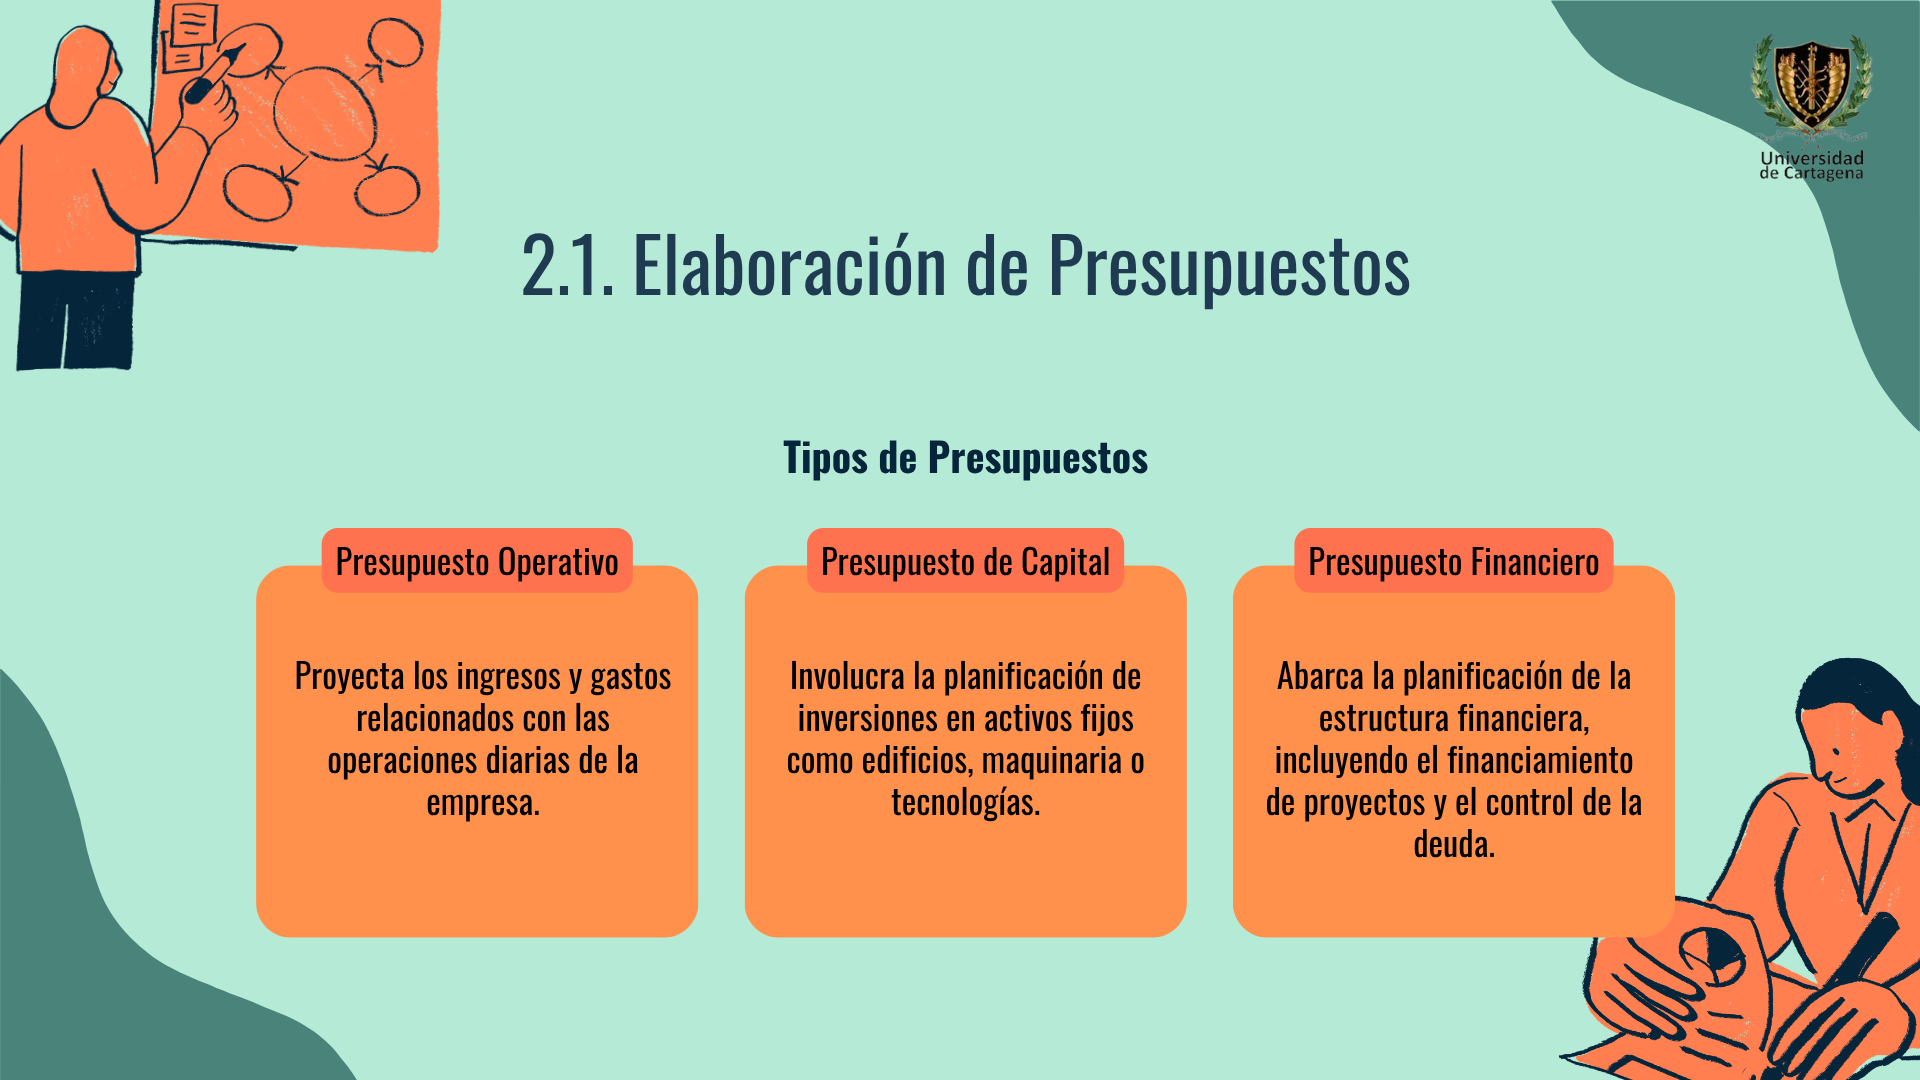 Universidad
de Cartagena
2.1. Elaboración de Presupuestos
Tipos de Presupuestos
Presupuesto Operativo
Proyecta los ingresos y gastos
relacionados con las
operaciones diarias de la
empresa.
Presupuesto de Capital
Involucra la planificación de
inversiones en activos fijos
como edificios, maquinaria o
tecnologías.
Presupuesto Financiero
Abarca la planificación de la
estructura financiera,
incluyendo el financiamiento
de proyectos y el control de la
deuda.